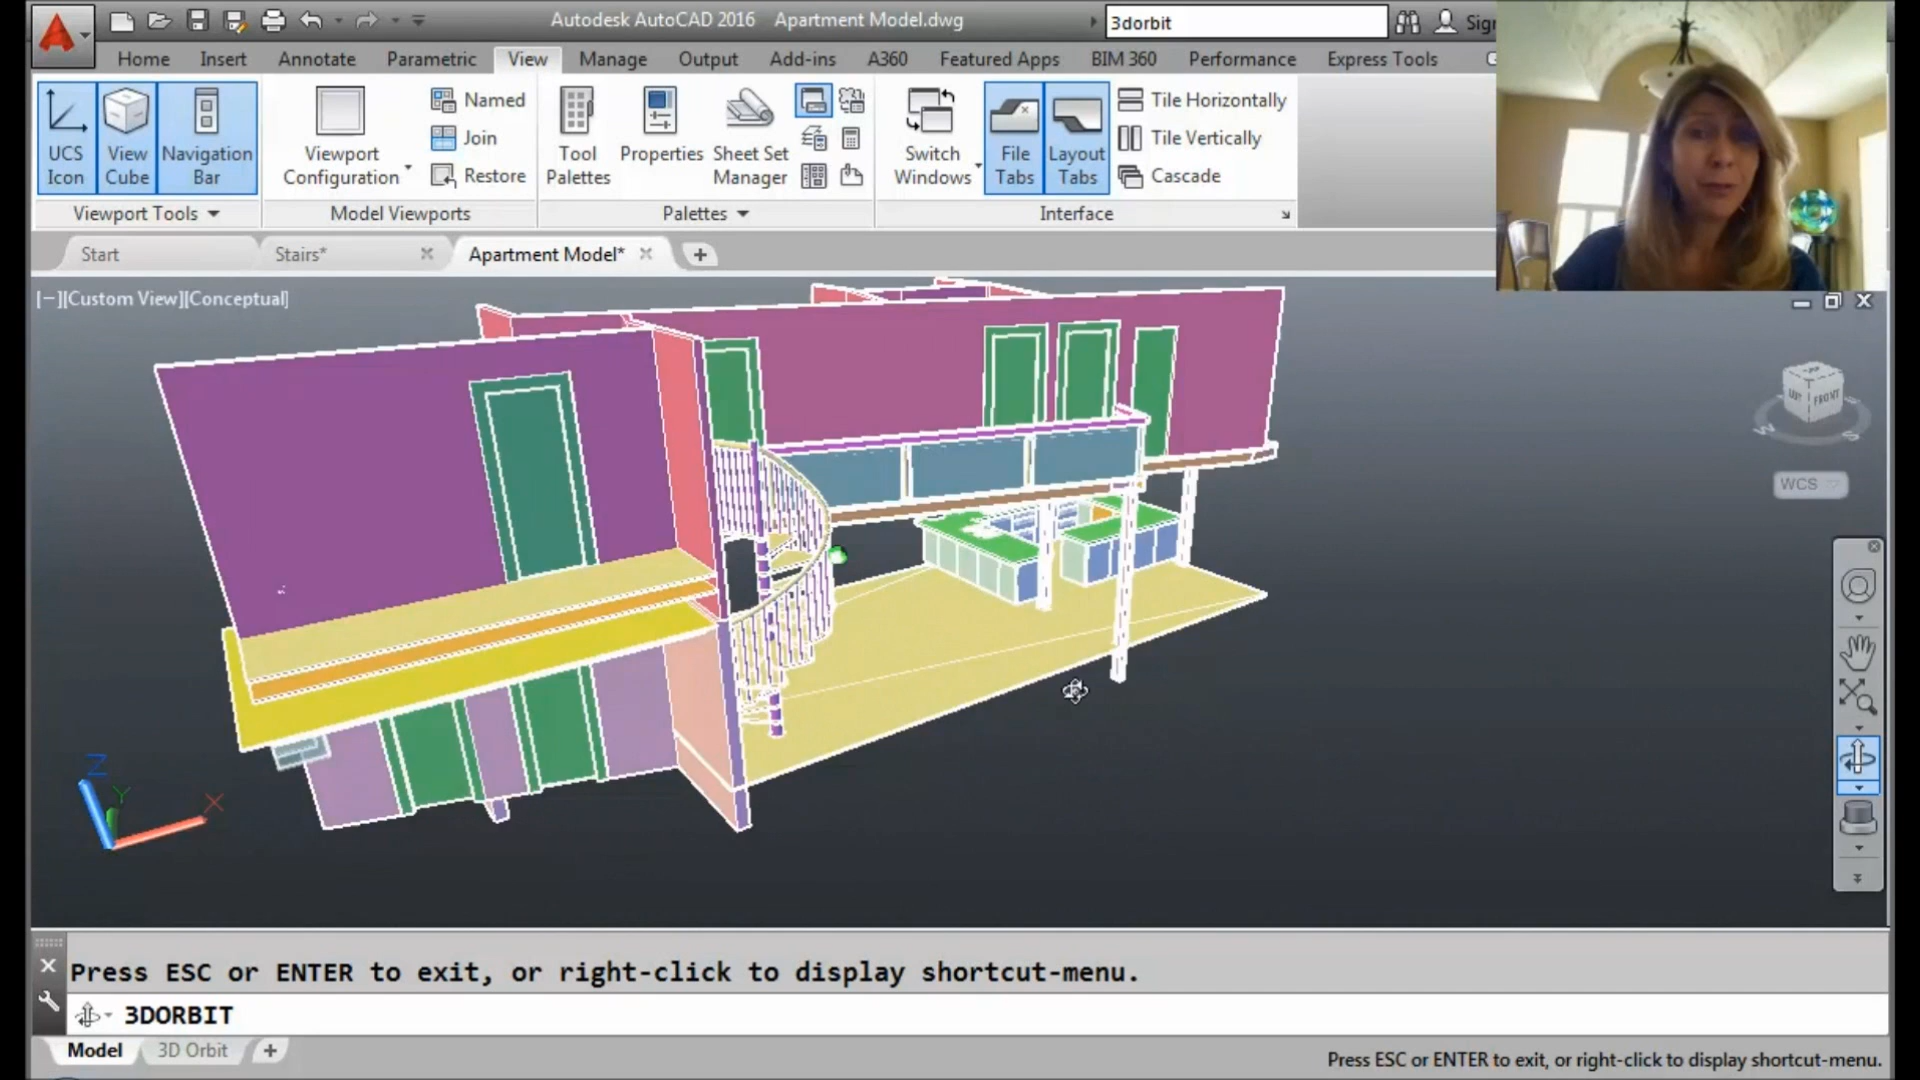 Autodesk AutoCAD 2016 Apartment Model.dwg
3dorbit
Sign
Home Insert Annotate Parametric View Manage Output Add-ins A360 Featured Apps BIM 360 Performance Express Tools
UCS Icon
View Cube
Navigation Bar
Viewport Configuration
Named
Join
Restore
Tool Palettes
Properties
Sheet Set Manager
Switch Windows
File Tabs
Layout Tabs
Tile Horizontally
Tile Vertically
Cascade
Viewport Tools
Model Viewports
Palettes
Interface
Start
Stairs*
Apartment Model*
[−][Custom View][Conceptual]
FRONT
W
S
WCS
Z
Y
X
Press ESC or ENTER to exit, or right-click to display shortcut-menu.
3DORBIT
Model
3D Orbit
Press ESC or ENTER to exit, or right-click to display shortcut-menu.